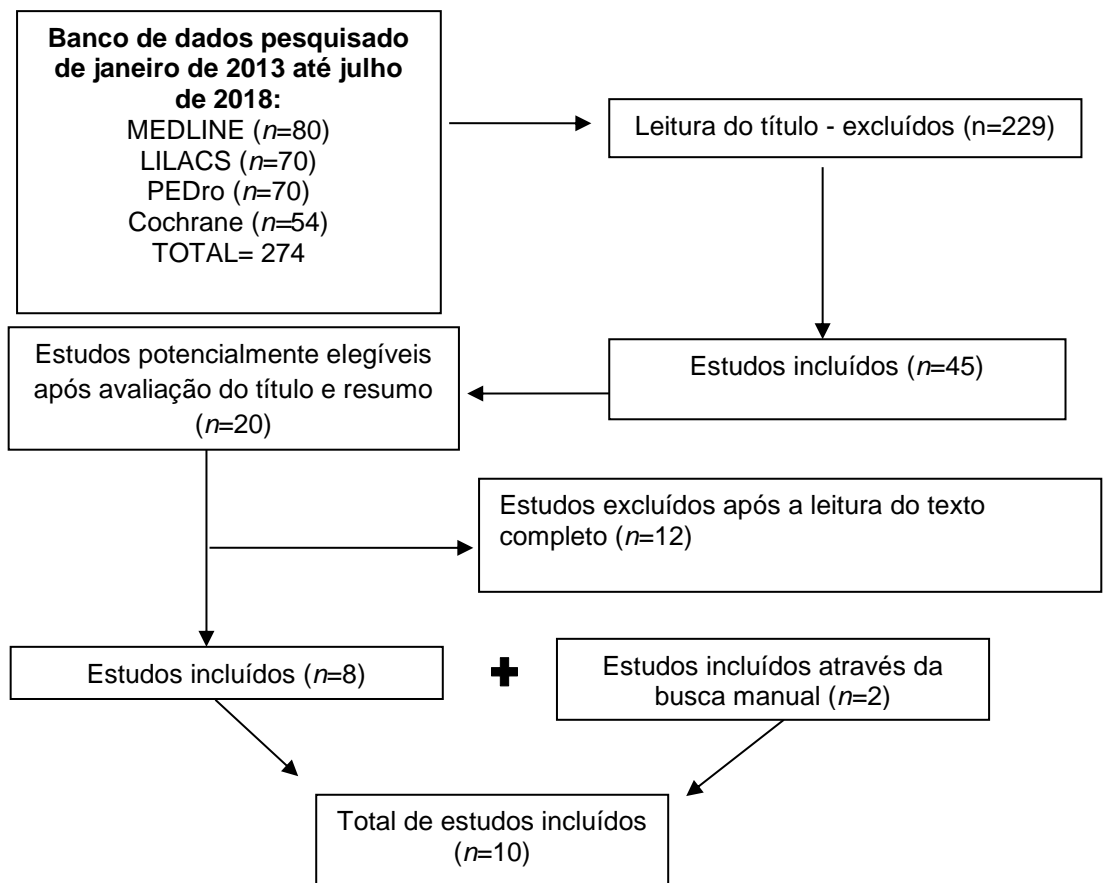 Banco de dados pesquisado
de janeiro de 2013 até julho
de 2018:
MEDLINE (n=80)
LILACS (n=70)
PEDro (n=70)
Cochrane (n=54)
TOTAL= 274
Leitura do título - excluídos (n=229)
Estudos incluídos (n=45)
Estudos potencialmente elegíveis
após avaliação do título e resumo
(n=20)
Estudos excluídos após a leitura do texto
completo (n=12)
Estudos incluídos (n=8)
Estudos incluídos através da
busca manual (n=2)
Total de estudos incluídos
(n=10)